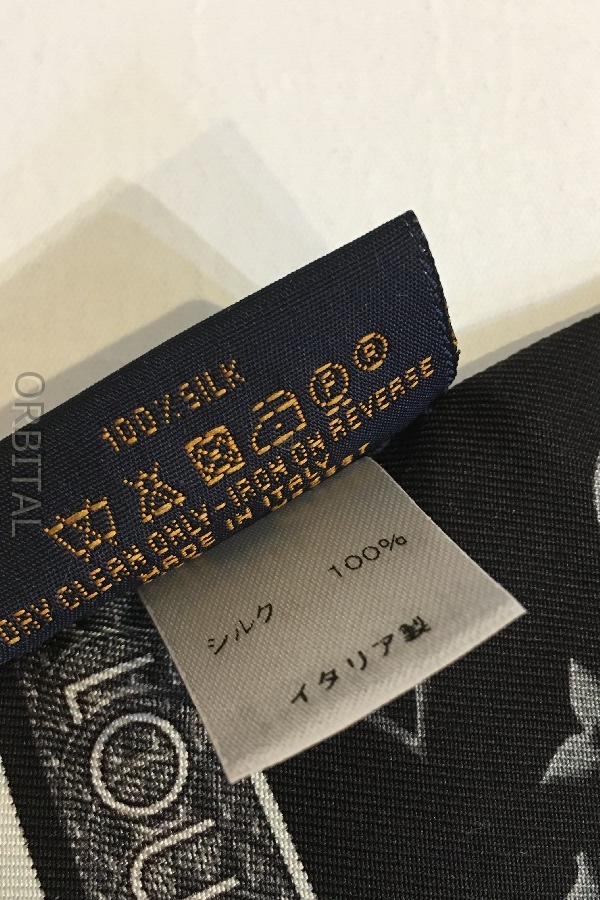 100% SILK
DRY CLEAN ONLY-IRON ON REVERSE
MADE IN ITALY
シルク 100%
イタリア製
LOU
ORBITAL